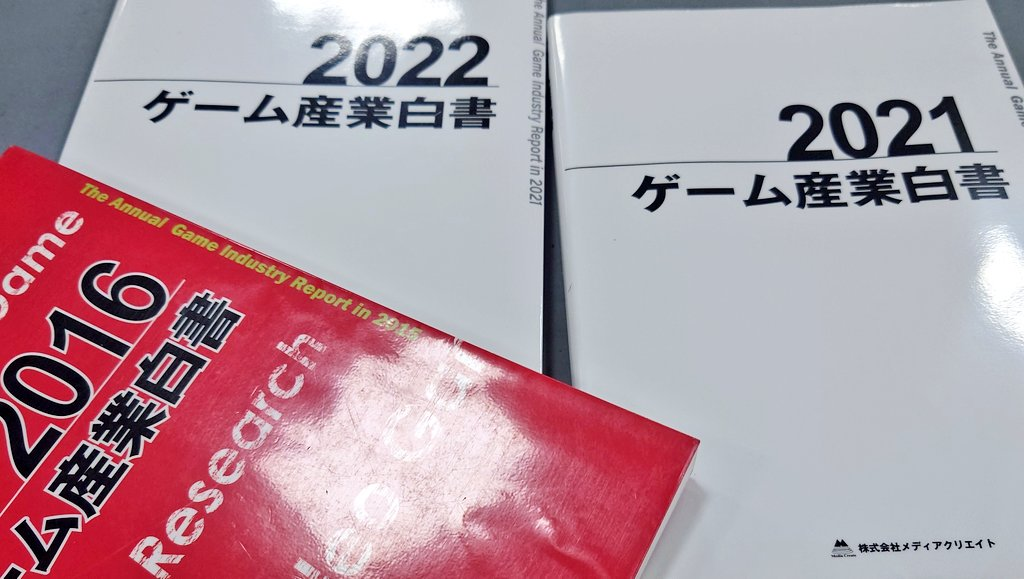 2022
ゲーム産業白書
The Annual Game Industry Report in 2021
2021
ゲーム産業白書
The Annual
株式会社メディアクリエイト
Media Create
The Annual Game Industry Report in 2015
2016
ム産業白書
Research